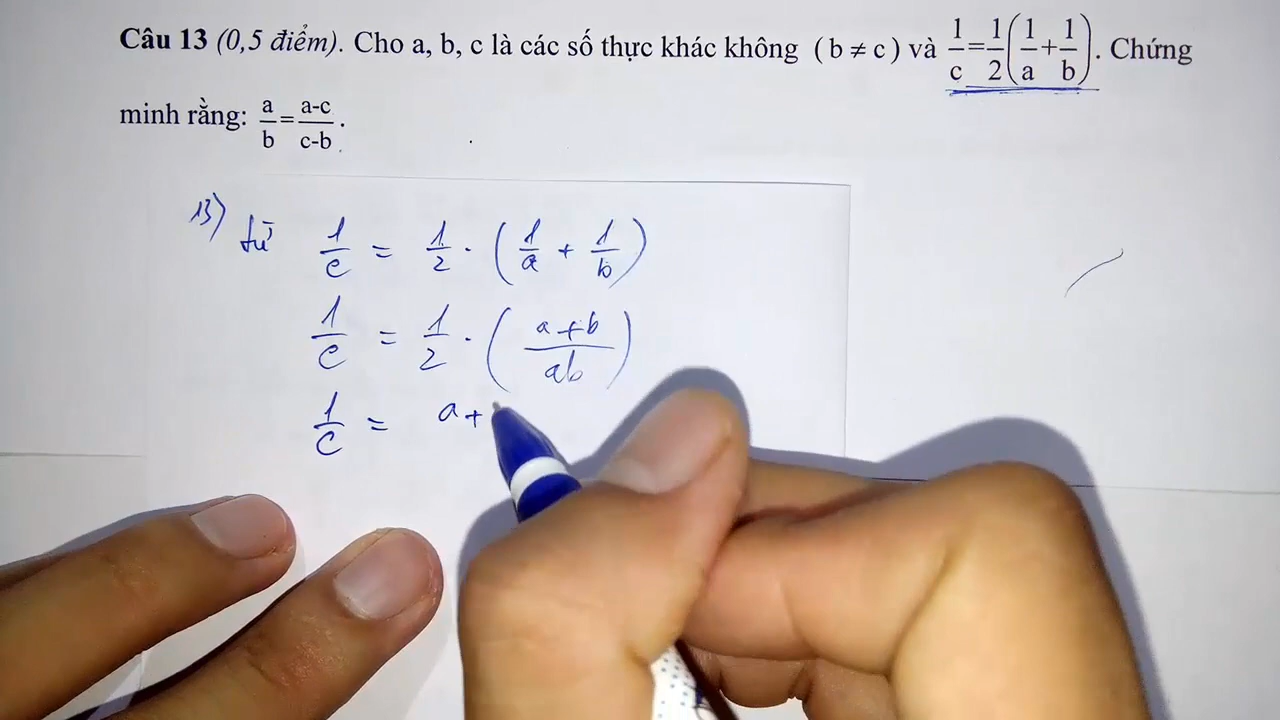 Câu 13 (0,5 điểm). Cho a, b, c là các số thực khác không ( b ≠ c ) và 1/c = 1/2 (1/a + 1/b). Chứng
minh rằng: a/b = a-c/c-b .
13) từ 1/c = 1/2 . (1/a + 1/b)
1/c = 1/2 . (a+b/ab)
1/c = a+